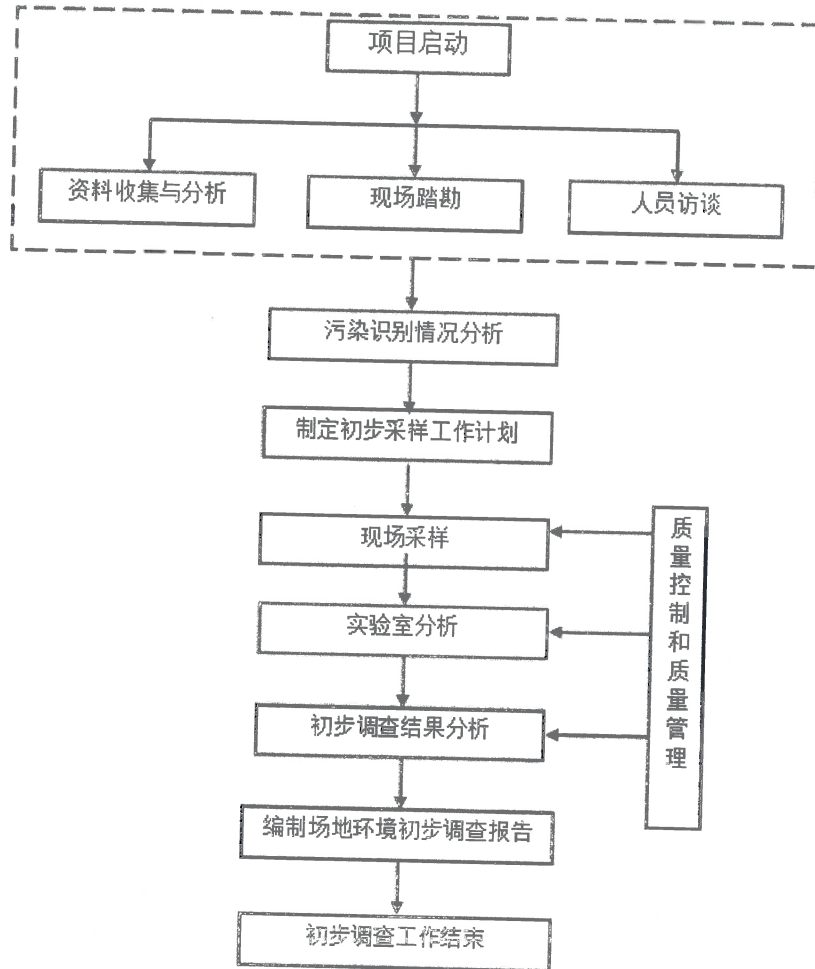 项目启动
资料收集与分析
现场踏勘
人员访谈
污染识别情况分析
制定初步采样工作计划
现场采样
实验室分析
初步调查结果分析
质量控制和质量管理
编制场地环境初步调查报告
初步调查工作结束